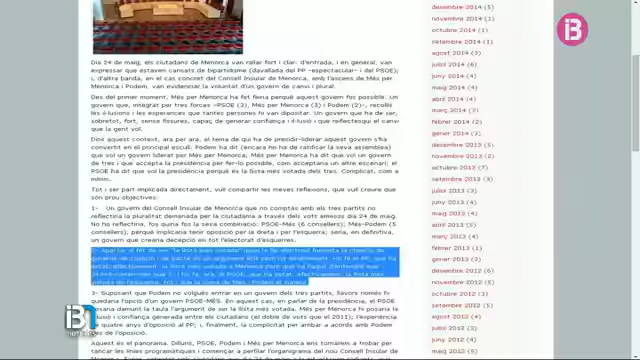 Dia 24 de maig, els ciutadans de Menorca van rallar fort i clar: d'entrada, i en general, van
expressar que estaven cansats de bipartidisme (davallada del PP -espectacular- i del PSOE);
i, d'altra banda, en el cas concret del Consell Insular de Menorca, amb l'ascens de Més per
Menorca i Podem, van evidenciar la voluntat d'un govern de canvi i plural.
Des del primer moment, Més per Menorca ha fet feina perquè aquest govern fos possible. Un
govern que, integrat per tres forces -PSOE (3), Més per Menorca (3) i Podem (2)-, reculli
les il·lusions i les esperances que tantes persones hi van dipositar. Un govern que ha de ser,
sobretot, fort, sense fissures, capaç de generar confiança i il·lusió i que reflectesqui el canvi
que la gent vol.
Dins aquest context, ara per ara, el tema de qui ha de presidir-liderar aquest govern s'ha
convertit en el principal escull. Podem ha dit (encara ho ha de ratificar la seva assemblea)
que vol un govern liderat per Més per Menorca; Més per Menorca ha dit que vol un govern
de tres i que accepta la presidència per fer-lo possible, com acceptaria un altre escenari; el
PSOE ha dit que vol la presidència perquè és la llista més votada dels tres. Complicat, com a
mínim.
Tot i ser part implicada directament, vull compartir les meves reflexions, que vull creure que
són prou objectives:
1- Un govern del Consell Insular de Menorca que no comptàs amb els tres partits no
reflectiria la pluralitat demanada per la ciutadania a través dels vots emesos dia 24 de maig.
No ho reflectiria, fos quina fos la seva combinació: PSOE-Més (6 consellers); Més-Podem (5
consellers), perquè implicaria tenir oposició per la dreta i per l'esquerra; seria, en definitiva,
un govern que crearia decepció en tot l'electorat d'esquerres.
3- Suposant que Podem no volgués entrar en un govern dels tres partits, llavors només hi
quedaria l'opció d'un govern PSOE-MÉS. En aquest cas, en parlar de la presidència, el PSOE
posaria damunt la taula l'argument de ser la llista més votada. Més per Menorca hi posaria la
il·lusió i confiança generada entre els ciutadans (el doble de vots que el 2011); l'experiència
de quatre anys d'oposició al PP; i, finalment, la complicitat per arribar a acords amb Podem
des de l'oposició.
Aquest és el panorama. Dilluns, PSOE, Podem i Més per Menorca ens tornàrem a trobar per
tancar les línies programàtiques i començar a perfilar l'organigrama del nou Consell Insular de
desembre 2014 (5)
novembre 2014 (1)
octubre 2014 (1)
setembre 2014 (1)
agost 2014 (3)
juliol 2014 (6)
juny 2014 (4)
maig 2014 (4)
abril 2014 (4)
març 2014 (7)
febrer 2014 (2)
gener 2014 (3)
desembre 2013 (5)
novembre 2013 (2)
octubre 2013 (7)
setembre 2013 (3)
juliol 2013 (3)
juny 2013 (4)
maig 2013 (4)
abril 2013 (5)
març 2013 (4)
febrer 2013 (1)
gener 2013 (6)
desembre 2012 (6)
novembre 2012 (5)
octubre 2012 (3)
setembre 2012 (5)
agost 2012 (2)
juliol 2012 (3)
juny 2012 (4)
maig 2012 (5)